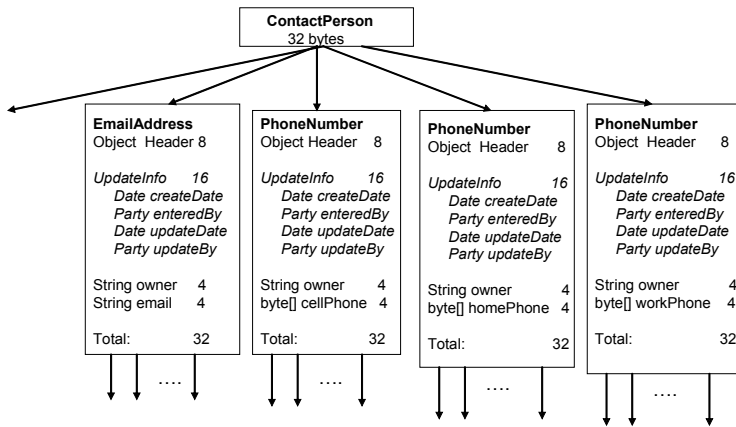 ContactPerson
32 bytes
EmailAddress
Object Header 8
UpdateInfo 16
Date createDate
Party enteredBy
Date updateDate
Party updateBy
String owner 4
String email 4
Total: 32
....
PhoneNumber
Object Header 8
UpdateInfo 16
Date createDate
Party enteredBy
Date updateDate
Party updateBy
String owner 4
byte[] cellPhone 4
Total: 32
....
PhoneNumber
Object Header 8
UpdateInfo 16
Date createDate
Party enteredBy
Date updateDate
Party updateBy
String owner 4
byte[] homePhone 4
Total: 32
....
PhoneNumber
Object Header 8
UpdateInfo 16
Date createDate
Party enteredBy
Date updateDate
Party updateBy
String owner 4
byte[] workPhone 4
Total: 32
....